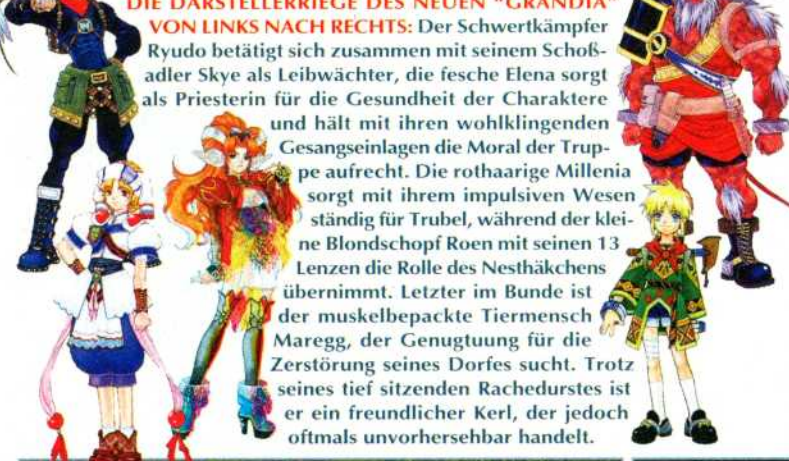 DIE DARSTELLERRIEGE DES NEUEN "GRANDIA"
VON LINKS NACH RECHTS: Der Schwertkämpfer
Ryudo betätigt sich zusammen mit seinem Schoß-
adler Skye als Leibwächter, die fesche Elena sorgt
als Priesterin für die Gesundheit der Charaktere
und hält mit ihren wohlklingenden
Gesangseinlagen die Moral der Trup-
pe aufrecht. Die rothaarige Millenia
sorgt mit ihrem impulsiven Wesen
ständig für Trubel, während der klei-
ne Blondschopf Roen mit seinen 13
Lenzen die Rolle des Nesthäkchens
übernimmt. Letzter im Bunde ist
der muskelbepackte Tiermensch
Maregg, der Genugtuung für die
Zerstörung seines Dorfes sucht. Trotz
seines tief sitzenden Rachedurstes ist
er ein freundlicher Kerl, der jedoch
oftmals unvorhersehbar handelt.